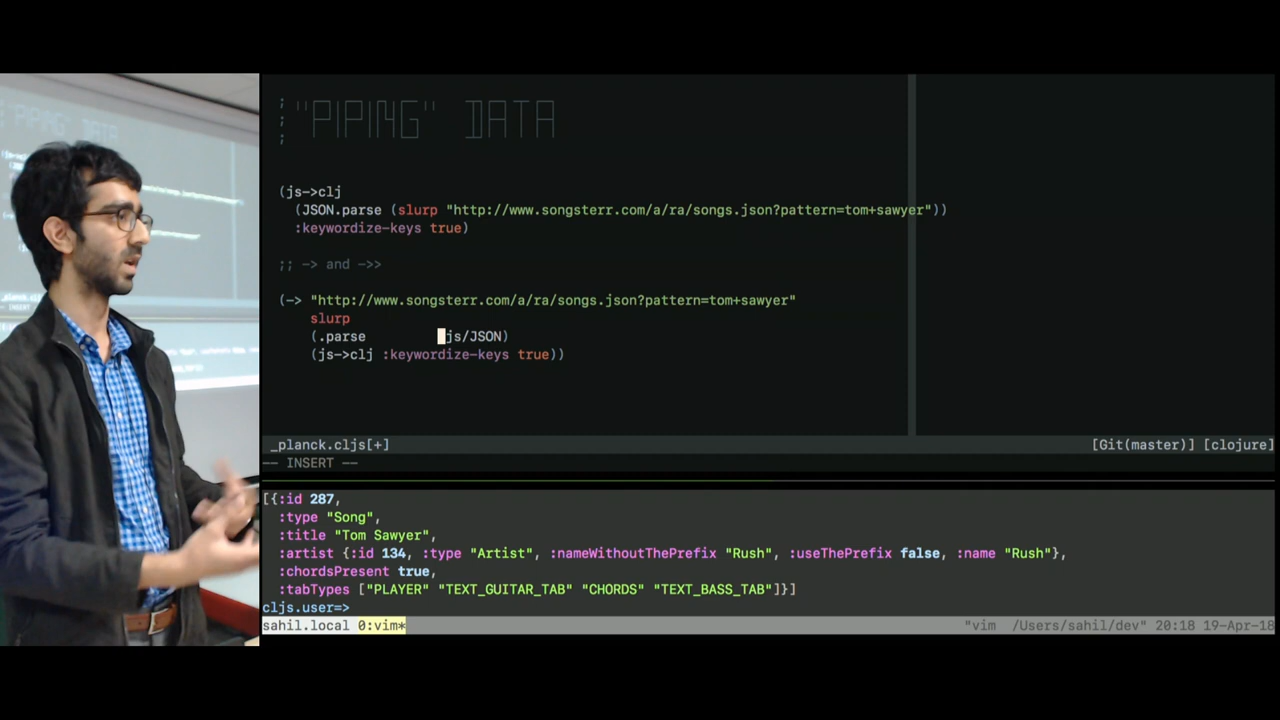 ; "PIPING" DATA
;
;
(js->clj
(JSON.parse (slurp "http://www.songsterr.com/a/ra/songs.json?pattern=tom+sawyer"))
:keywordize-keys true)
;; -> and ->>
(-> "http://www.songsterr.com/a/ra/songs.json?pattern=tom+sawyer"
slurp
(.parse js/JSON)
(js->clj :keywordize-keys true))
_planck.cljs[+] [Git(master)] [clojure]
-- INSERT --
[{:id 287,
:type "Song",
:title "Tom Sawyer",
:artist {:id 134, :type "Artist", :nameWithoutThePrefix "Rush", :useThePrefix false, :name "Rush"},
:chordsPresent true,
:tabTypes ["PLAYER" "TEXT_GUITAR_TAB" "CHORDS" "TEXT_BASS_TAB"]}]
cljs.user=>
sahil.local 0:vim* "vim /Users/sahil/dev" 20:18 19-Apr-18